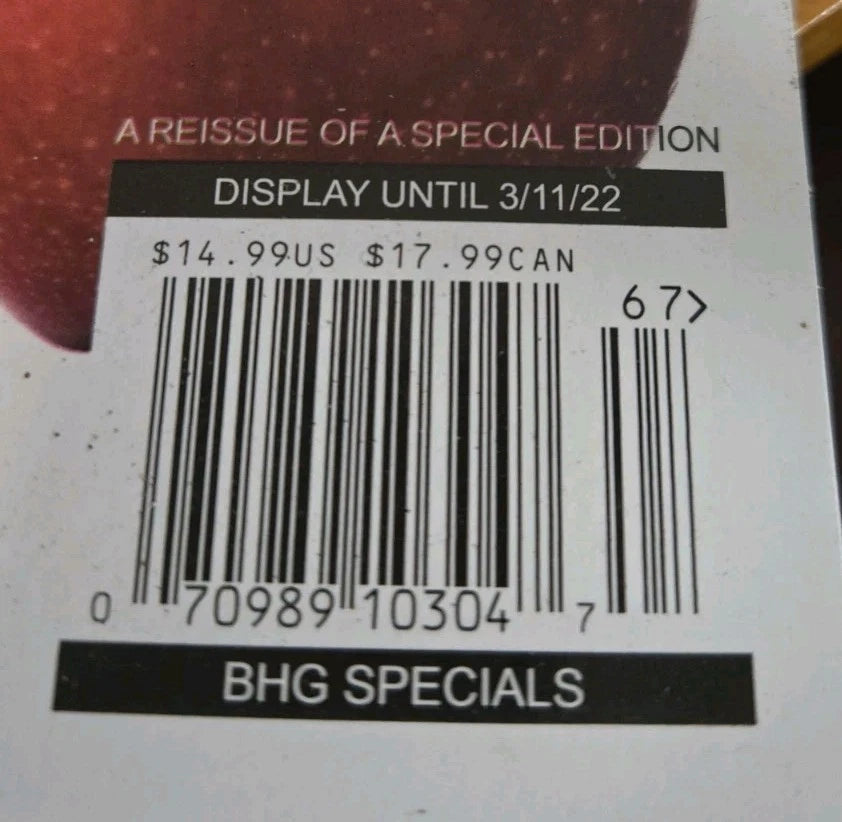 A REISSUE OF A SPECIAL EDITION
DISPLAY UNTIL 3/11/22
$14.99US $17.99CAN
67>
0 70989 10304 7
BHG SPECIALS